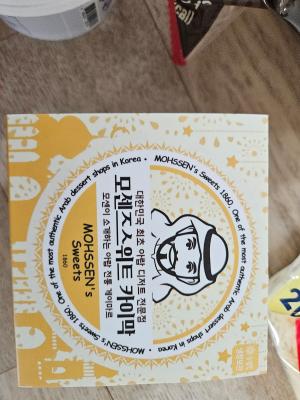 MOHSSEN's Sweets 1860. One of the most authentic Arab dessert shops in Korea •
MOHSSEN's Sweets 1860. One of the most authentic Arab dessert shops in Korea •
대한민국 최초 아랍 디저트 전문점
모센즈스위트 카이막
모센이 소개하는 아랍 전통 게이마르
MOHSSEN's
Sweets
1860